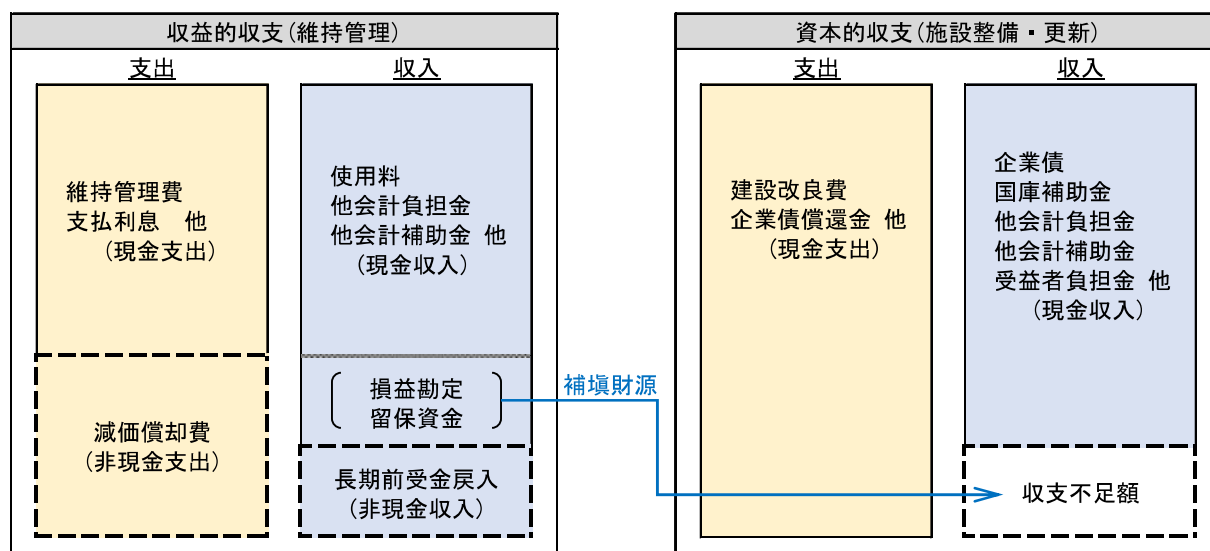 収益的収支(維持管理)
支出
収入
維持管理費
支払利息 他
(現金支出)
減価償却費
(非現金支出)
使用料
他会計負担金
他会計補助金 他
(現金収入)
損益勘定
留保資金
長期前受金戻入
(非現金収入)
補塡財源
資本的収支(施設整備・更新)
支出
収入
建設改良費
企業債償還金 他
(現金支出)
企業債
国庫補助金
他会計負担金
他会計補助金
受益者負担金 他
(現金収入)
収支不足額